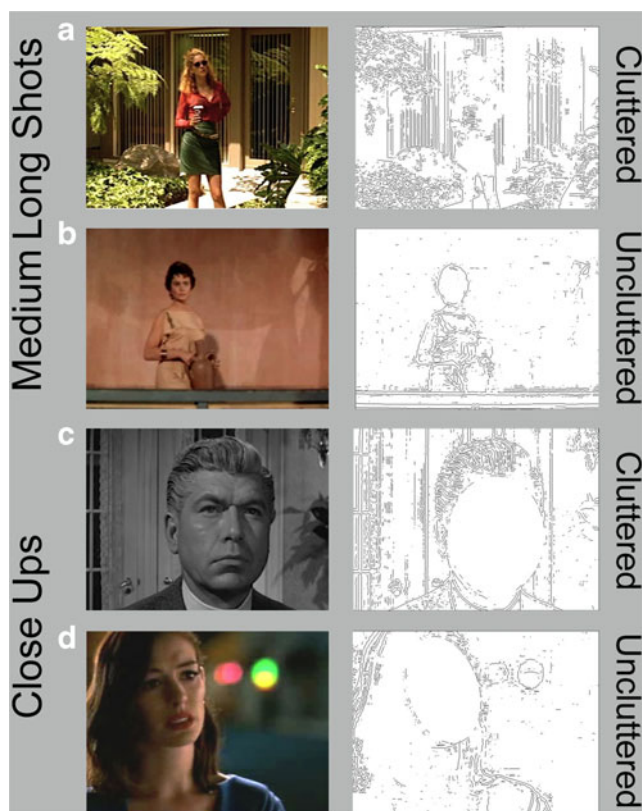 Medium Long Shots
Close Ups
a
b
c
d
Cluttered
Uncluttered
Cluttered
Uncluttered